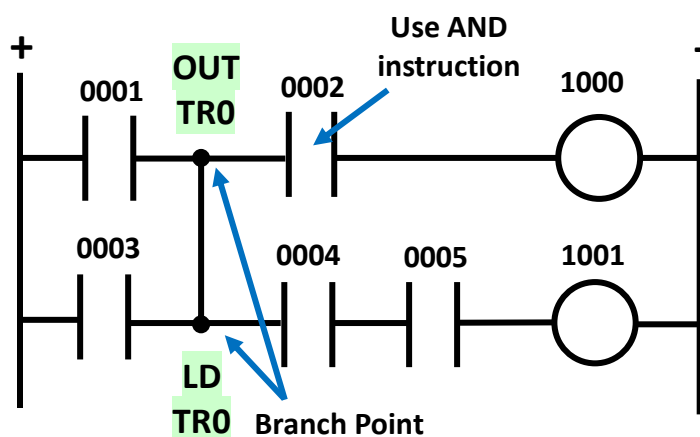 Use AND
instruction
+
-
OUT
TR0
0001
0002
1000
0003
0004
0005
1001
LD
TR0
Branch Point